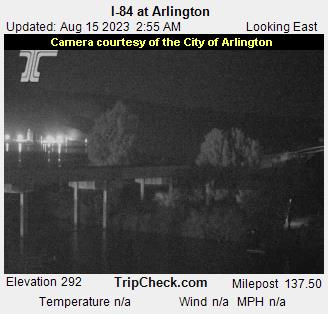 I-84 at Arlington
Updated: Aug 15 2023 2:55 AM Looking East
Camera courtesy of the City of Arlington
Elevation 292 TripCheck.com Milepost 137.50
Temperature n/a Wind n/a MPH n/a